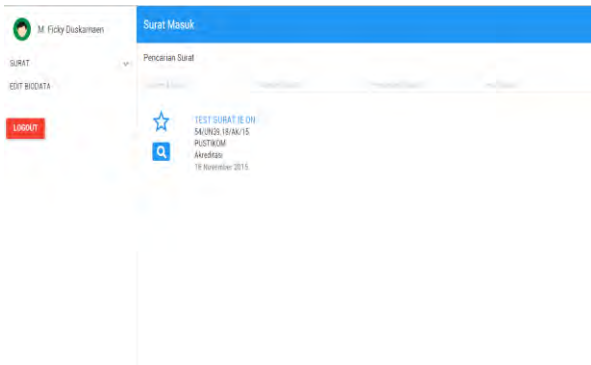 M. Ficky Duskarnaen
SURAT
EDIT BIODATA
LOGOUT
Surat Masuk
Pencarian Surat
TEST SURAT IB ON
54/UN39.18/AK/15
PUSTIKOM
Akreditasi
18 November 2015